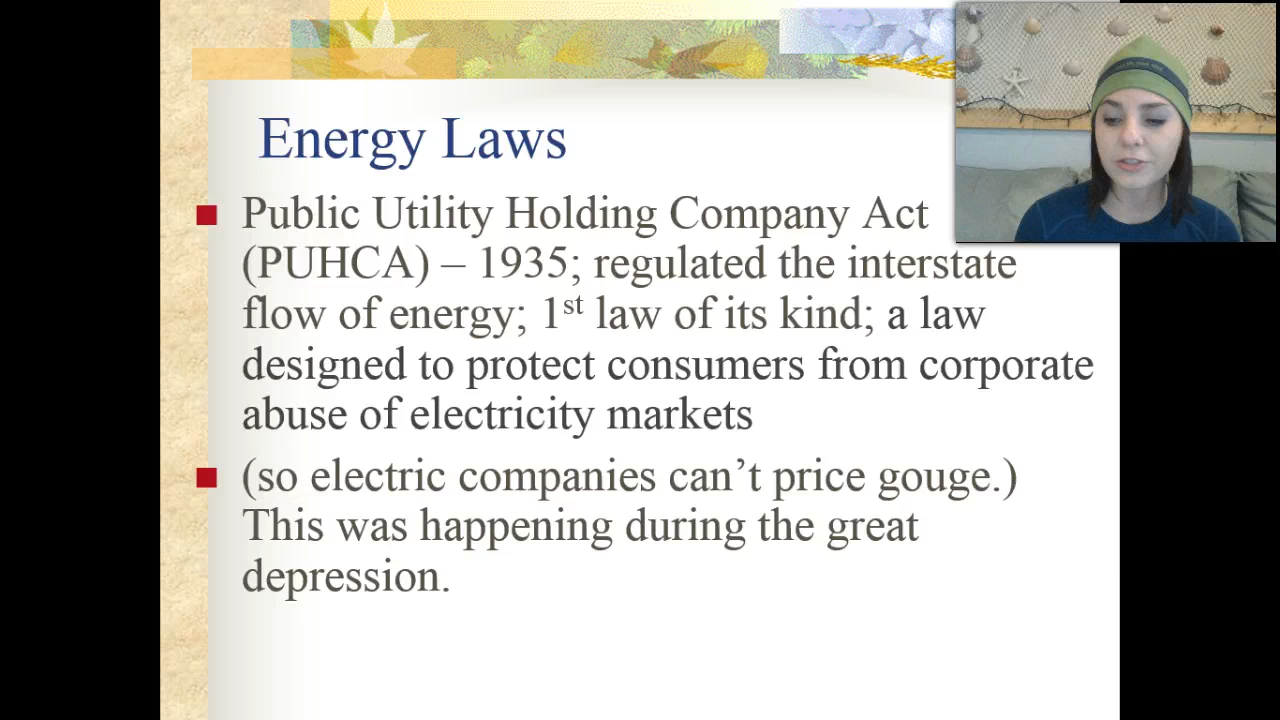 Energy Laws
Public Utility Holding Company Act
(PUHCA) – 1935; regulated the interstate
flow of energy; 1st law of its kind; a law
designed to protect consumers from corporate
abuse of electricity markets
(so electric companies can’t price gouge.)
This was happening during the great
depression.